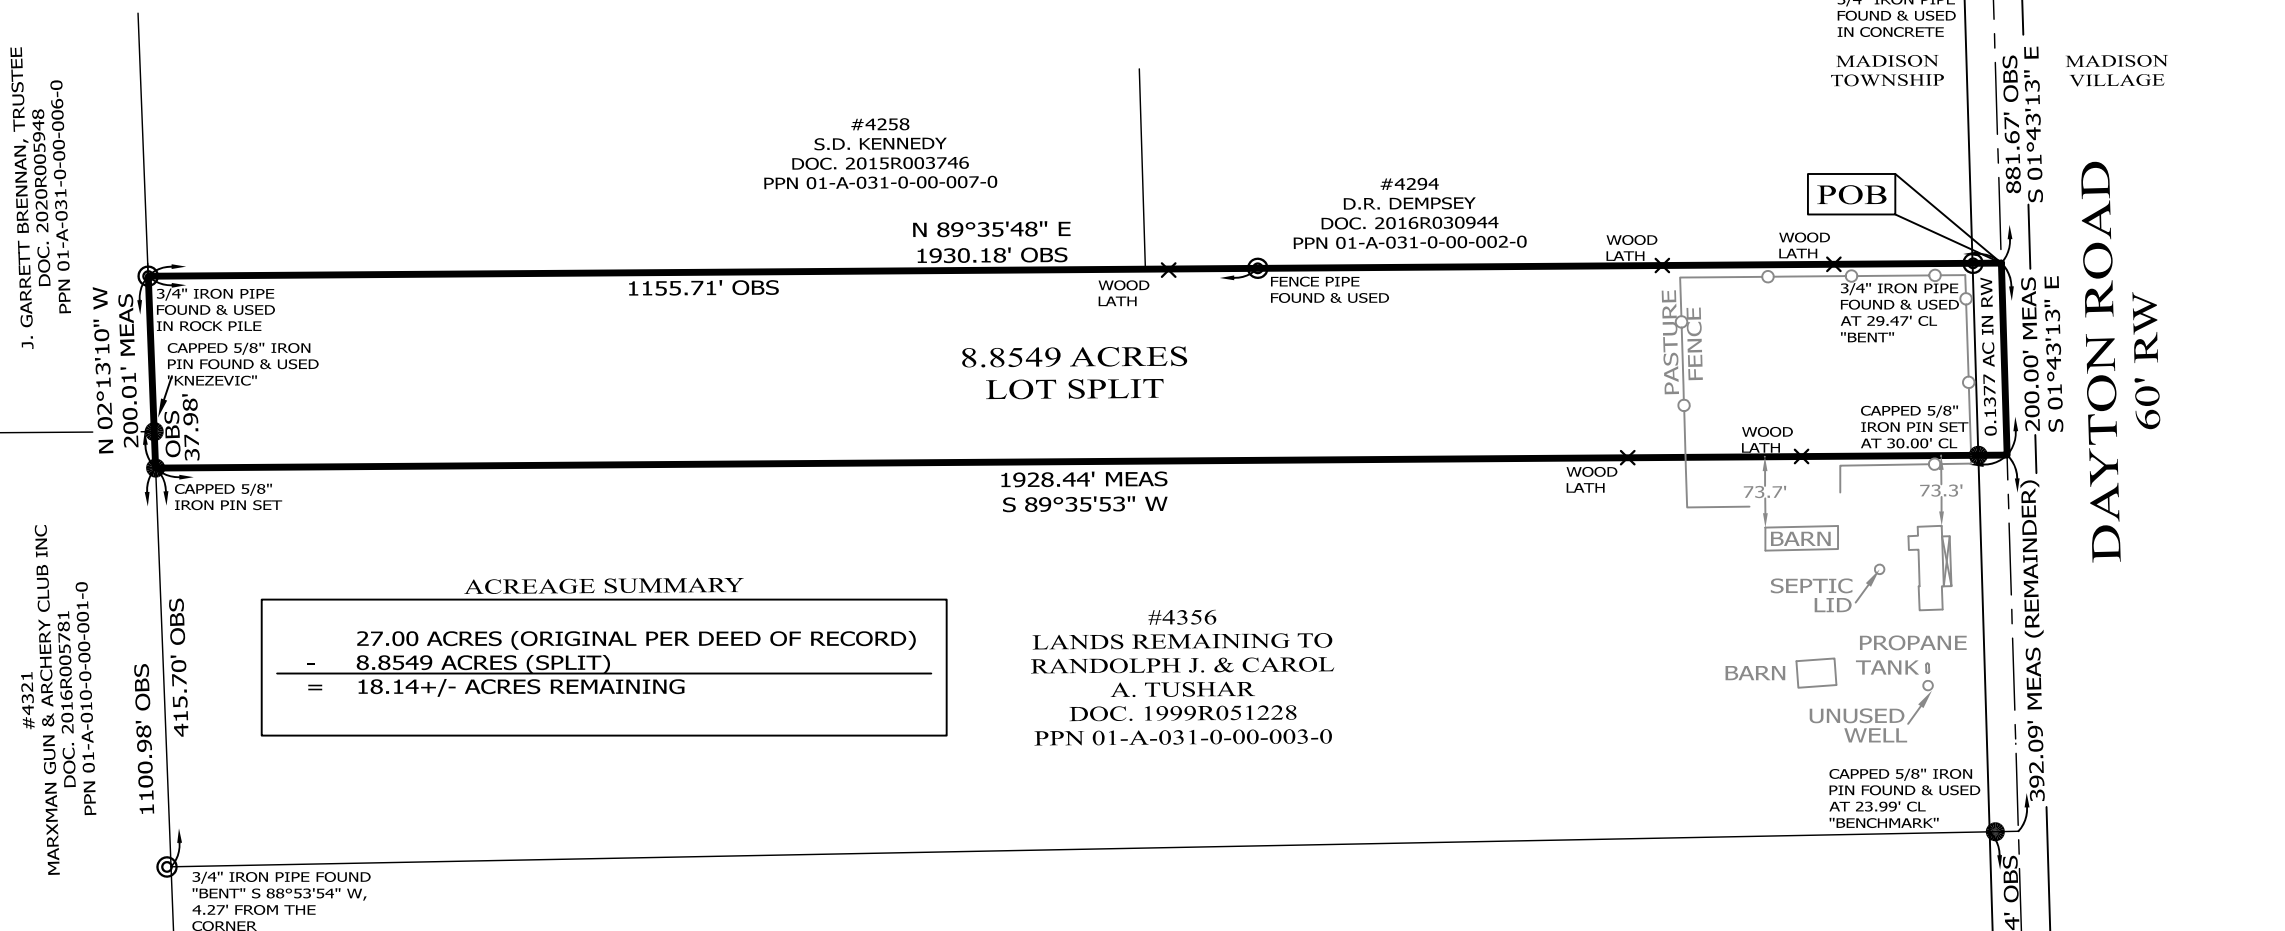 3/4" IRON PIPE
FOUND & USED
IN CONCRETE
MADISON
TOWNSHIP
MADISON
VILLAGE
881.67' OBS
S 01°43'13" E
J. GARRETT BRENNAN, TRUSTEE
DOC. 2020R005948
PPN 01-A-031-0-00-006-0
#4258
S.D. KENNEDY
DOC. 2015R003746
PPN 01-A-031-0-00-007-0
#4294
D.R. DEMPSEY
DOC. 2016R030944
PPN 01-A-031-0-00-002-0
POB
N 89°35'48" E
1930.18' OBS
1155.71' OBS
WOOD
LATH
FENCE PIPE
FOUND & USED
WOOD
LATH
WOOD
LATH
3/4" IRON PIPE
FOUND & USED
IN ROCK PILE
CAPPED 5/8" IRON
PIN FOUND & USED
"KNEZEVIC"
N 02°13'10" W
200.01' MEAS
OBS
37.98'
8.8549 ACRES
LOT SPLIT
PASTURE
FENCE
3/4" IRON PIPE
FOUND & USED
AT 29.47' CL
"BENT"
0.1377 AC IN RW
200.00' MEAS
S 01°43'13" E
DAYTON ROAD
60' RW
CAPPED 5/8"
IRON PIN SET
AT 30.00' CL
WOOD
LATH
WOOD
LATH
CAPPED 5/8"
IRON PIN SET
1928.44' MEAS
S 89°35'53" W
73.7'
73.3'
BARN
SEPTIC
LID
PROPANE
TANK
BARN
UNUSED
WELL
392.09' MEAS (REMAINDER)
ACREAGE SUMMARY
27.00 ACRES (ORIGINAL PER DEED OF RECORD)
- 8.8549 ACRES (SPLIT)
= 18.14+/- ACRES REMAINING
#4356
LANDS REMAINING TO
RANDOLPH J. & CAROL
A. TUSHAR
DOC. 1999R051228
PPN 01-A-031-0-00-003-0
#4321
MARXMAN GUN & ARCHERY CLUB INC
DOC. 2016R005781
PPN 01-A-010-0-00-001-0
1100.98' OBS
415.70' OBS
CAPPED 5/8" IRON
PIN FOUND & USED
AT 23.99' CL
"BENCHMARK"
3/4" IRON PIPE FOUND
"BENT" S 88°53'54" W,
4.27' FROM THE
CORNER
4' OBS